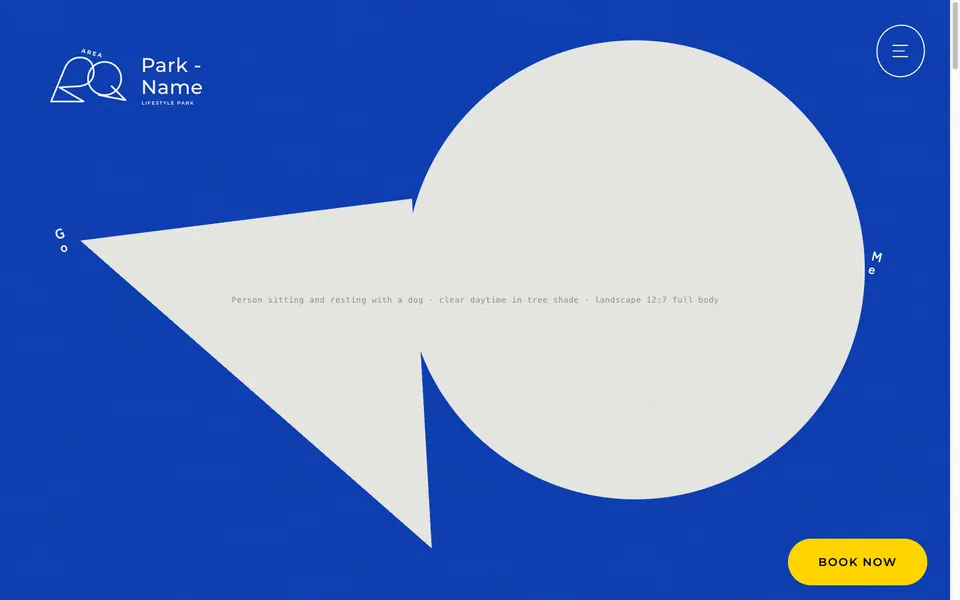 AREA
Park -
Name
LIFESTYLE PARK
G
o
M
e
Person sitting and resting with a dog · clear daytime in tree shade · landscape 12:7 full body
BOOK NOW